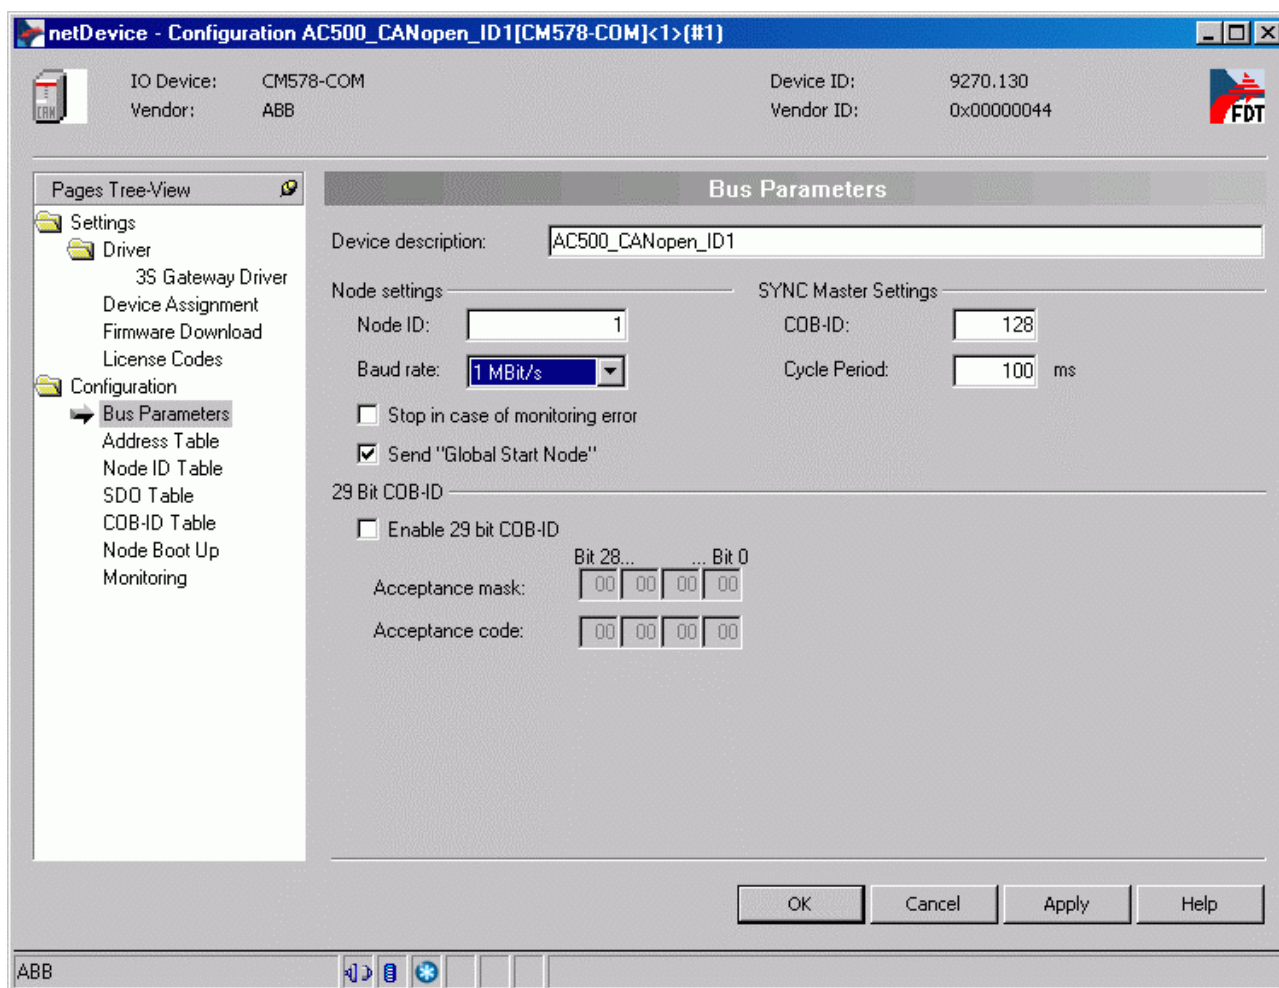 netDevice - Configuration AC500_CANopen_ID1[CM578-COM]<1>(#1)
IO Device: CM578-COM Device ID: 9270.130
Vendor: ABB Vendor ID: 0x00000044
CAN
FDT
Pages Tree-View
Settings
Driver
3S Gateway Driver
Device Assignment
Firmware Download
License Codes
Configuration
Bus Parameters
Address Table
Node ID Table
SDO Table
COB-ID Table
Node Boot Up
Monitoring
Bus Parameters
Device description: AC500_CANopen_ID1
Node settings SYNC Master Settings
Node ID: 1 COB-ID: 128
Baud rate: 1 MBit/s Cycle Period: 100 ms
Stop in case of monitoring error
Send "Global Start Node"
29 Bit COB-ID
Enable 29 bit COB-ID
Bit 28... ... Bit 0
Acceptance mask: 00 00 00 00
Acceptance code: 00 00 00 00
OK Cancel Apply Help
ABB